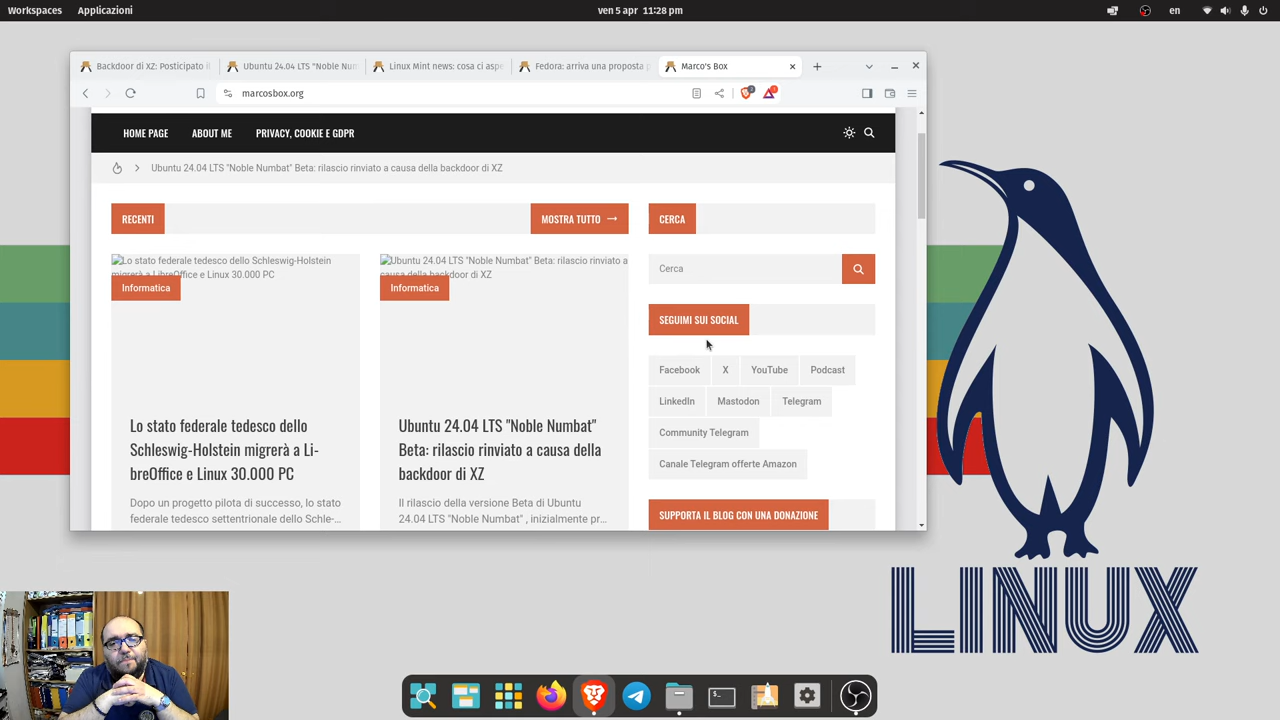 Workspaces Applicazioni ven 5 apr 11:28 pm en
Backdoor di XZ: Posticipato i Ubuntu 24.04 LTS "Noble Num Linux Mint news: cosa ci aspe Fedora: arriva una proposta p Marco's Box
marcosbox.org
HOME PAGE ABOUT ME PRIVACY, COOKIE E GDPR
Ubuntu 24.04 LTS "Noble Numbat" Beta: rilascio rinviato a causa della backdoor di XZ
RECENTI MOSTRA TUTTO →
Lo stato federale tedesco dello Schleswig-Holstein
migrerà a LibreOffice e Linux 30.000 PC
Informatica
Lo stato federale tedesco dello
Schleswig-Holstein migrerà a Li-
breOffice e Linux 30.000 PC
Dopo un progetto pilota di successo, lo stato
federale tedesco settentrionale dello Schle-...
Ubuntu 24.04 LTS "Noble Numbat" Beta: rilascio rinviato a
causa della backdoor di XZ
Informatica
Ubuntu 24.04 LTS "Noble Numbat"
Beta: rilascio rinviato a causa della
backdoor di XZ
Il rilascio della versione Beta di Ubuntu
24.04 LTS "Noble Numbat" , inizialmente pr...
CERCA
Cerca
SEGUIMI SUI SOCIAL
Facebook X YouTube Podcast
LinkedIn Mastodon Telegram
Community Telegram
Canale Telegram offerte Amazon
SUPPORTA IL BLOG CON UNA DONAZIONE
LINUX